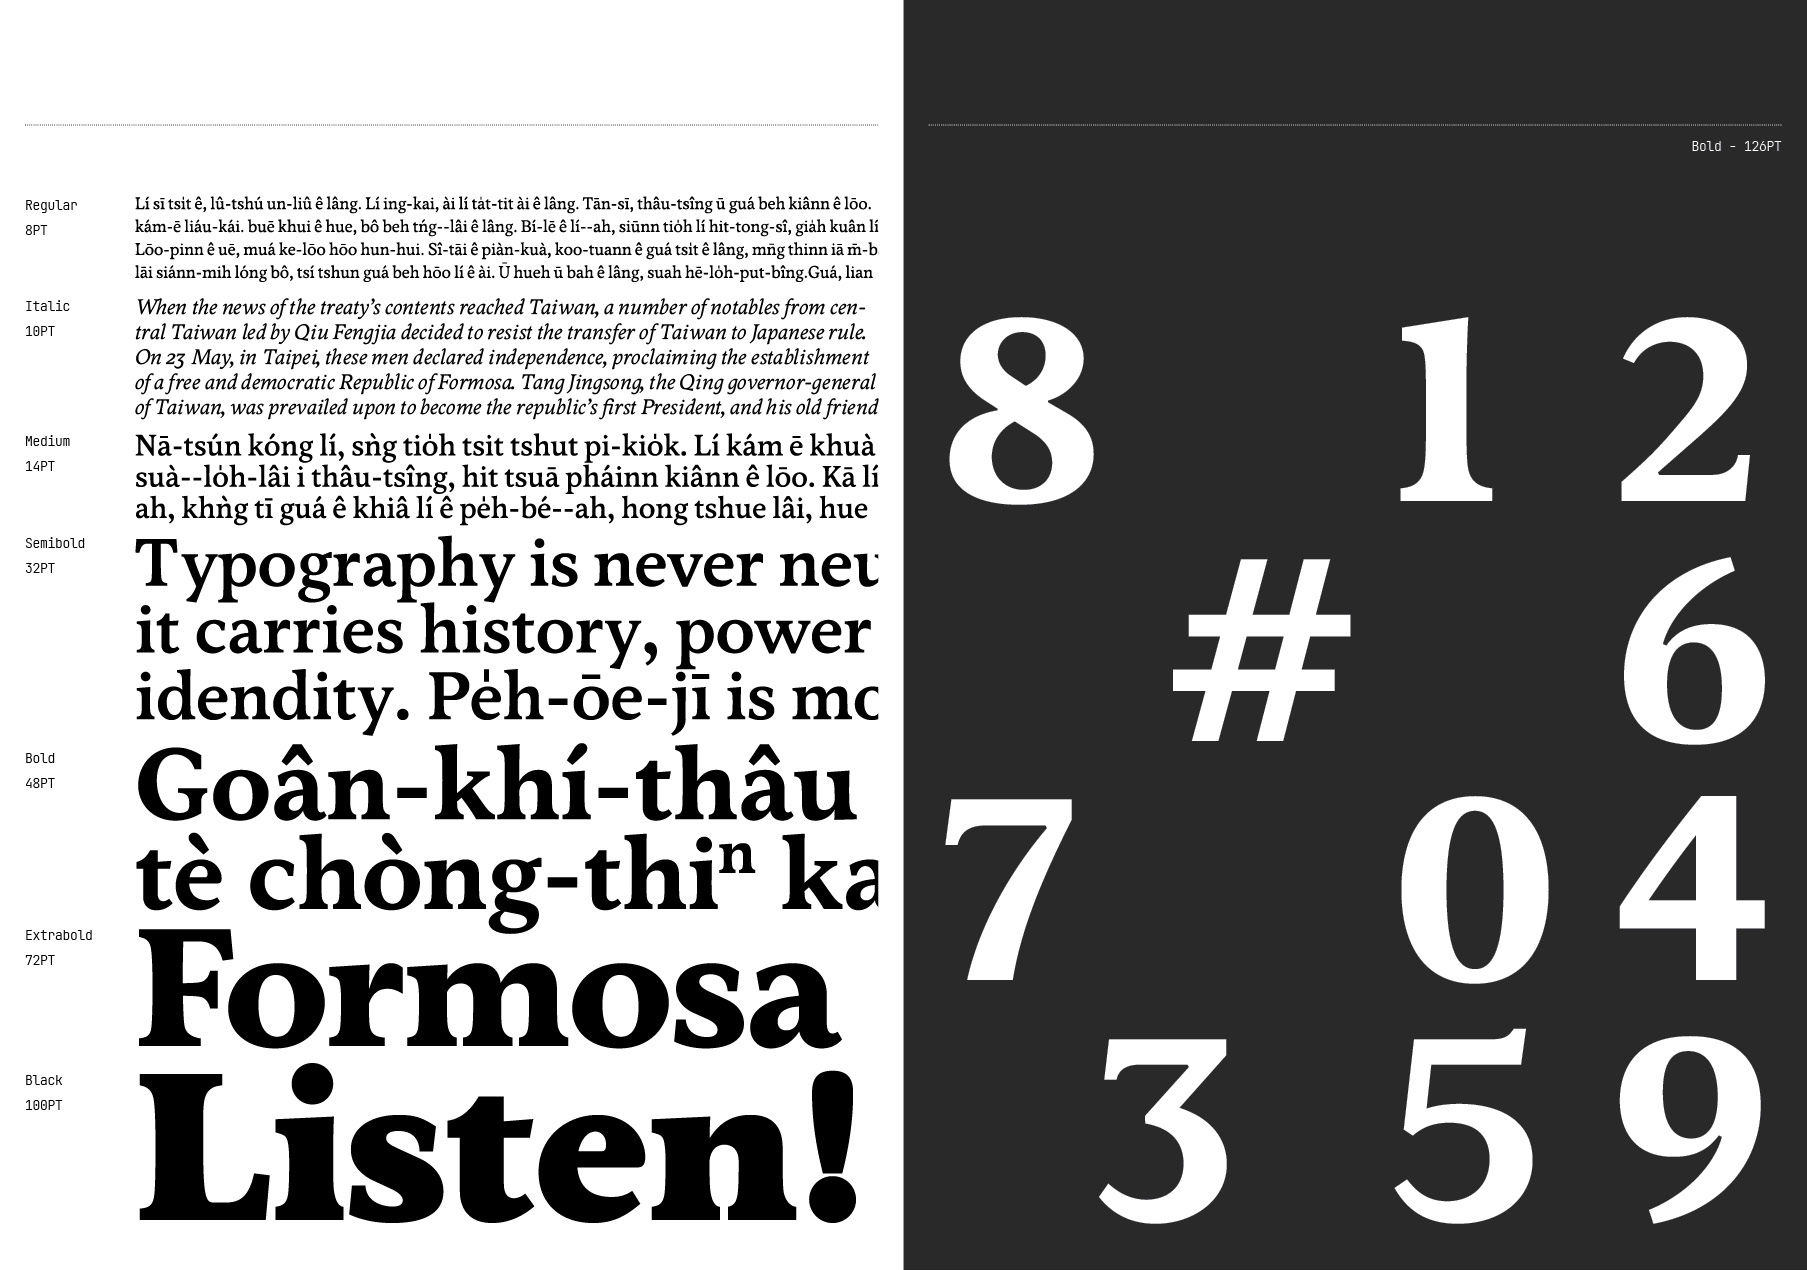 Regular
8PT
Lí sī tsi̍t ê, lû-tshú un-liû ê lâng. Lí ing-kai, ài lí ta̍t-tit ài ê lâng. Tān-sī, thâu-tsîng ū guá beh kiânn ê lōo.
kám-ē liáu-kái. buē khui ê hue, bô beh tńg--lâi ê lâng. Bí-lē ê lí--ah, siūnn tio̍h lí hit-tong-sî, gia̍h kuân lí
Lōo-pinn ê uē, muá ke-lōo hōo hun-hui. Sî-tāi ê piàn-kuà, koo-tuann ê guá tsi̍t ê lâng, mn̄g thinn iā m̄-b
lāi siánn-mih lóng bô, tsí tshun guá beh hōo lí ê ài. Ū hueh ū bah ê lâng, suah hē-lo̍h-put-bîng.Guá, lian
Italic
10PT
When the news of the treaty’s contents reached Taiwan, a number of notables from cen-
tral Taiwan led by Qiu Fengjia decided to resist the transfer of Taiwan to Japanese rule.
On 23 May, in Taipei, these men declared independence, proclaiming the establishment
of a free and democratic Republic of Formosa. Tang Jingsong, the Qing governor-general
of Taiwan, was prevailed upon to become the republic’s first President, and his old friend
Medium
14PT
Nā-tsún kóng lí, sǹg tio̍h tsit tshut pi-kio̍k. Lí kám ē khuà
suà--lo̍h-lâi i thâu-tsîng, hit tsuā pháinn kiânn ê lōo. Kā lí
ah, khǹg tī guá ê khiâ lí ê pe̍h-bé--ah, hong tshue lâi, hue
Semibold
32PT
Typography is never neu
it carries history, power
idendity. Pe̍h-ōe-jī is mo
Bold
48PT
Goân-khí-thâu
tè chòng-thiⁿ ka
Extrabold
72PT
Formosa
Black
100PT
Listen!
Bold - 126PT
8 1 2
# 6
7 0 4
3 5 9